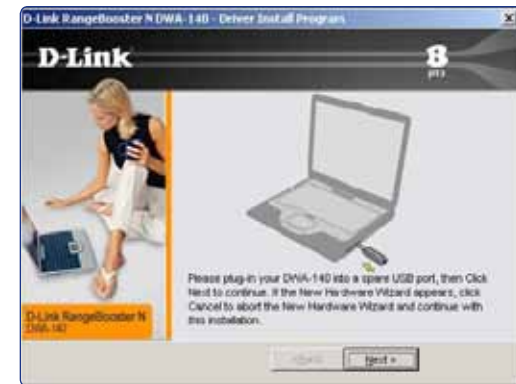 D-Link RangeBooster N DWA-140 - Driver Install Program
D-Link
8
Please plug-in your DWA-140 into a spare USB port, then Click
Next to continue. If the New Hardware Wizard appears, click
Cancel to abort the New Hardware Wizard and continue with
this installation.
D-Link RangeBooster N
DWA-140
Next >